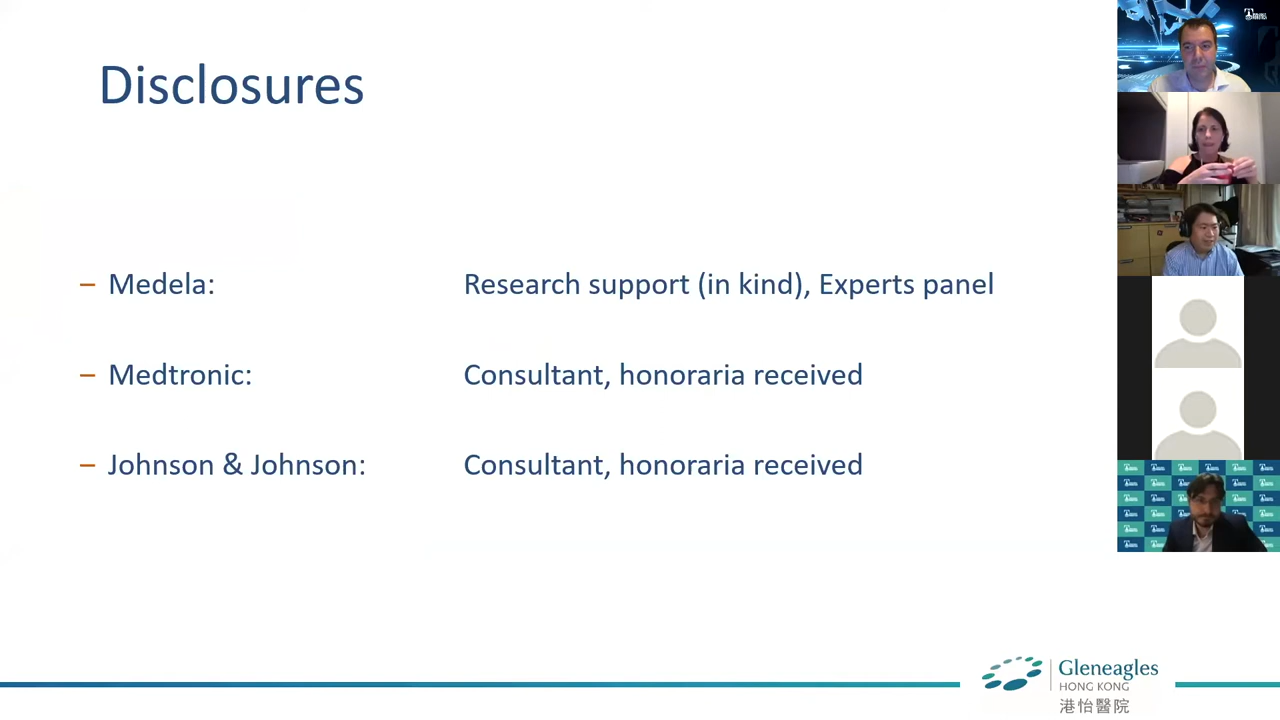 Disclosures
– Medela: Research support (in kind), Experts panel
– Medtronic: Consultant, honoraria received
– Johnson & Johnson: Consultant, honoraria received
Gleneagles
HONG KONG
港怡醫院